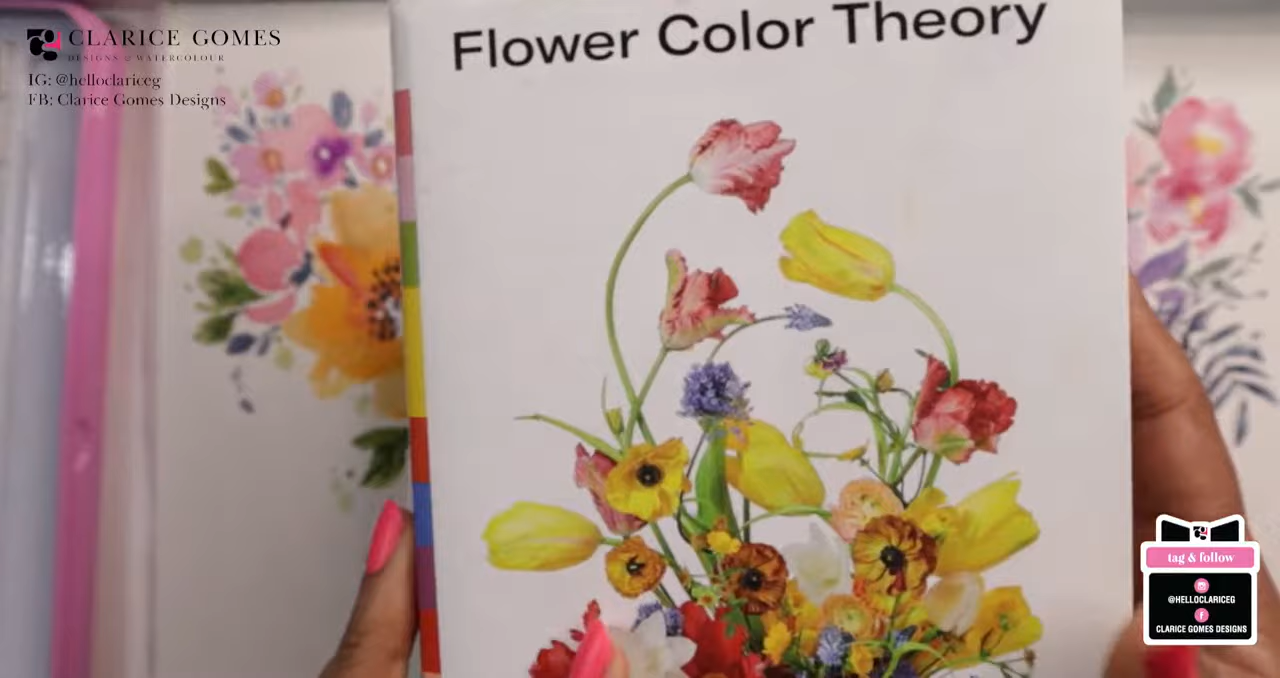 CLARICE GOMES
DESIGNS & WATERCOLOUR
IG: @helloclariceg
FB: Clarice Gomes Designs
Flower Color Theory
tag & follow
@HELLOCLARICEG
CLARICE GOMES DESIGNS